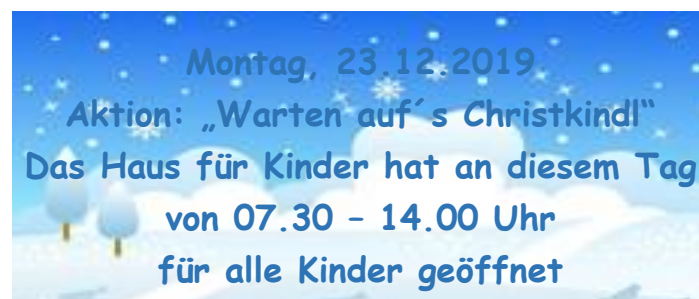 Montag, 23.12.2019
Aktion: „Warten auf´s Christkindl“
Das Haus für Kinder hat an diesem Tag
von 07.30 – 14.00 Uhr
für alle Kinder geöffnet